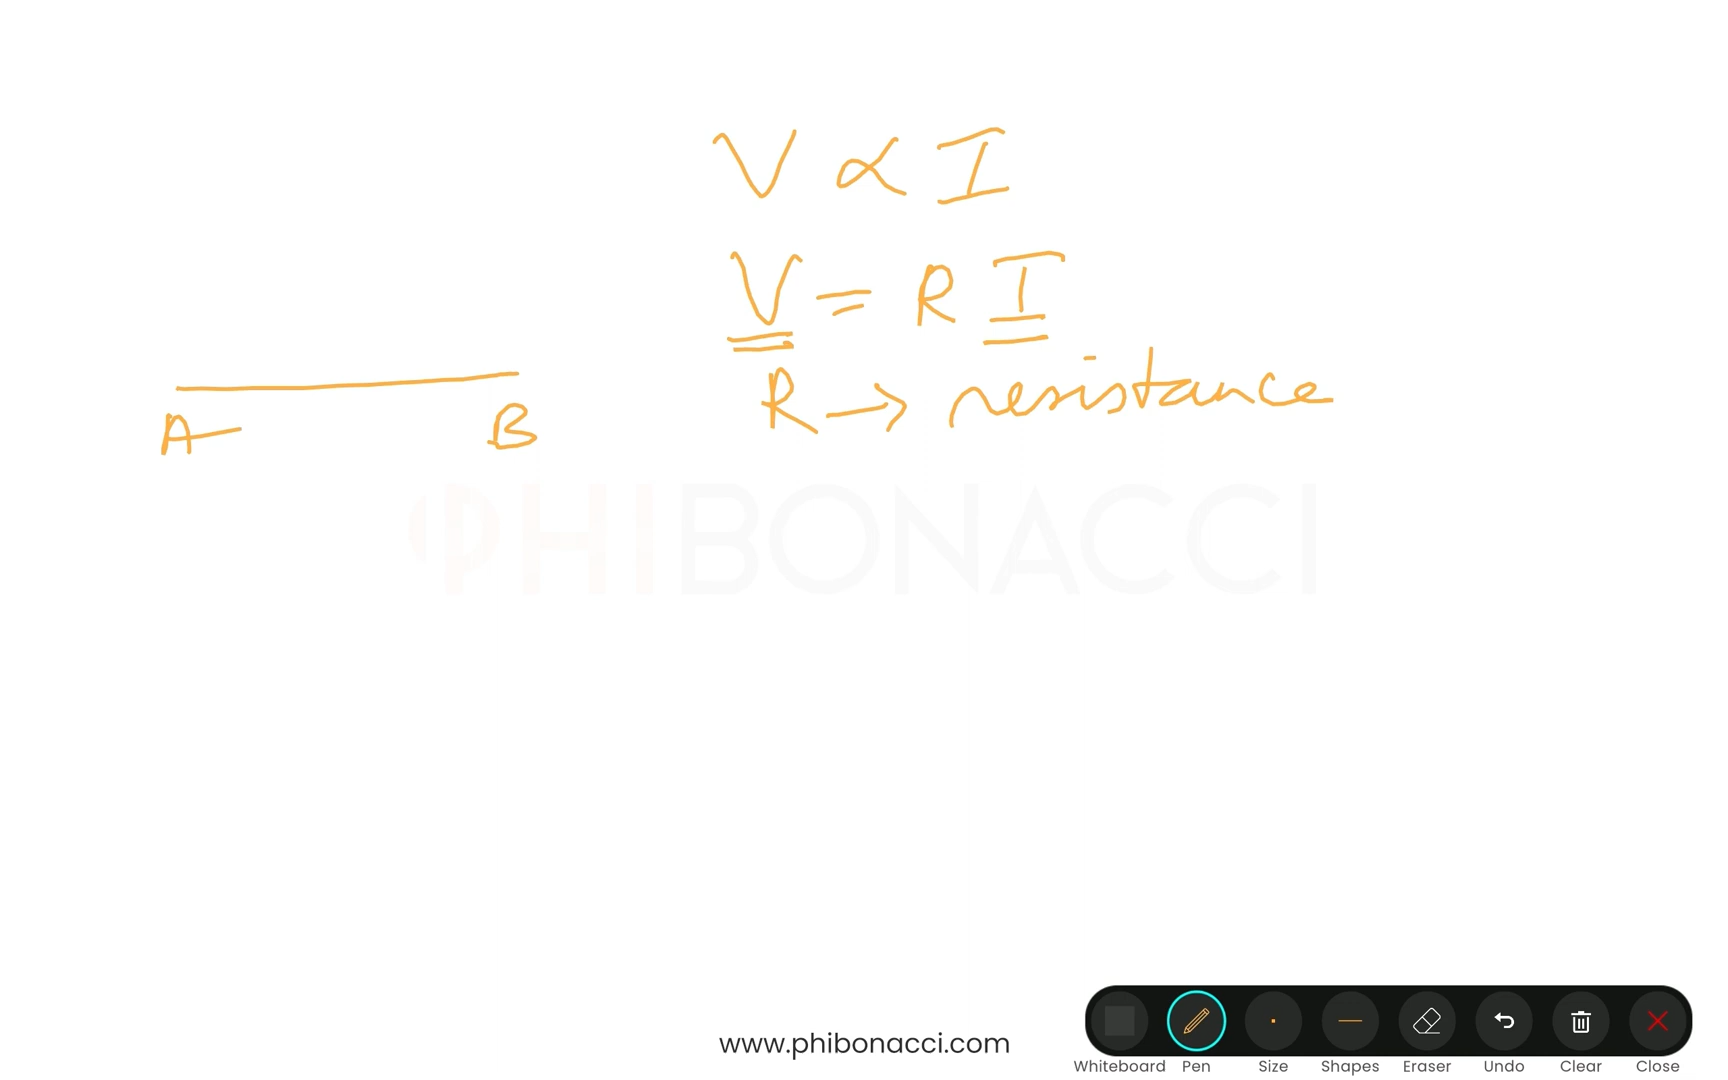 V ∝ I
V = R I
R → resistance
A B
PHIBONACCI
www.phibonacci.com
Whiteboard Pen Size Shapes Eraser Undo Clear Close